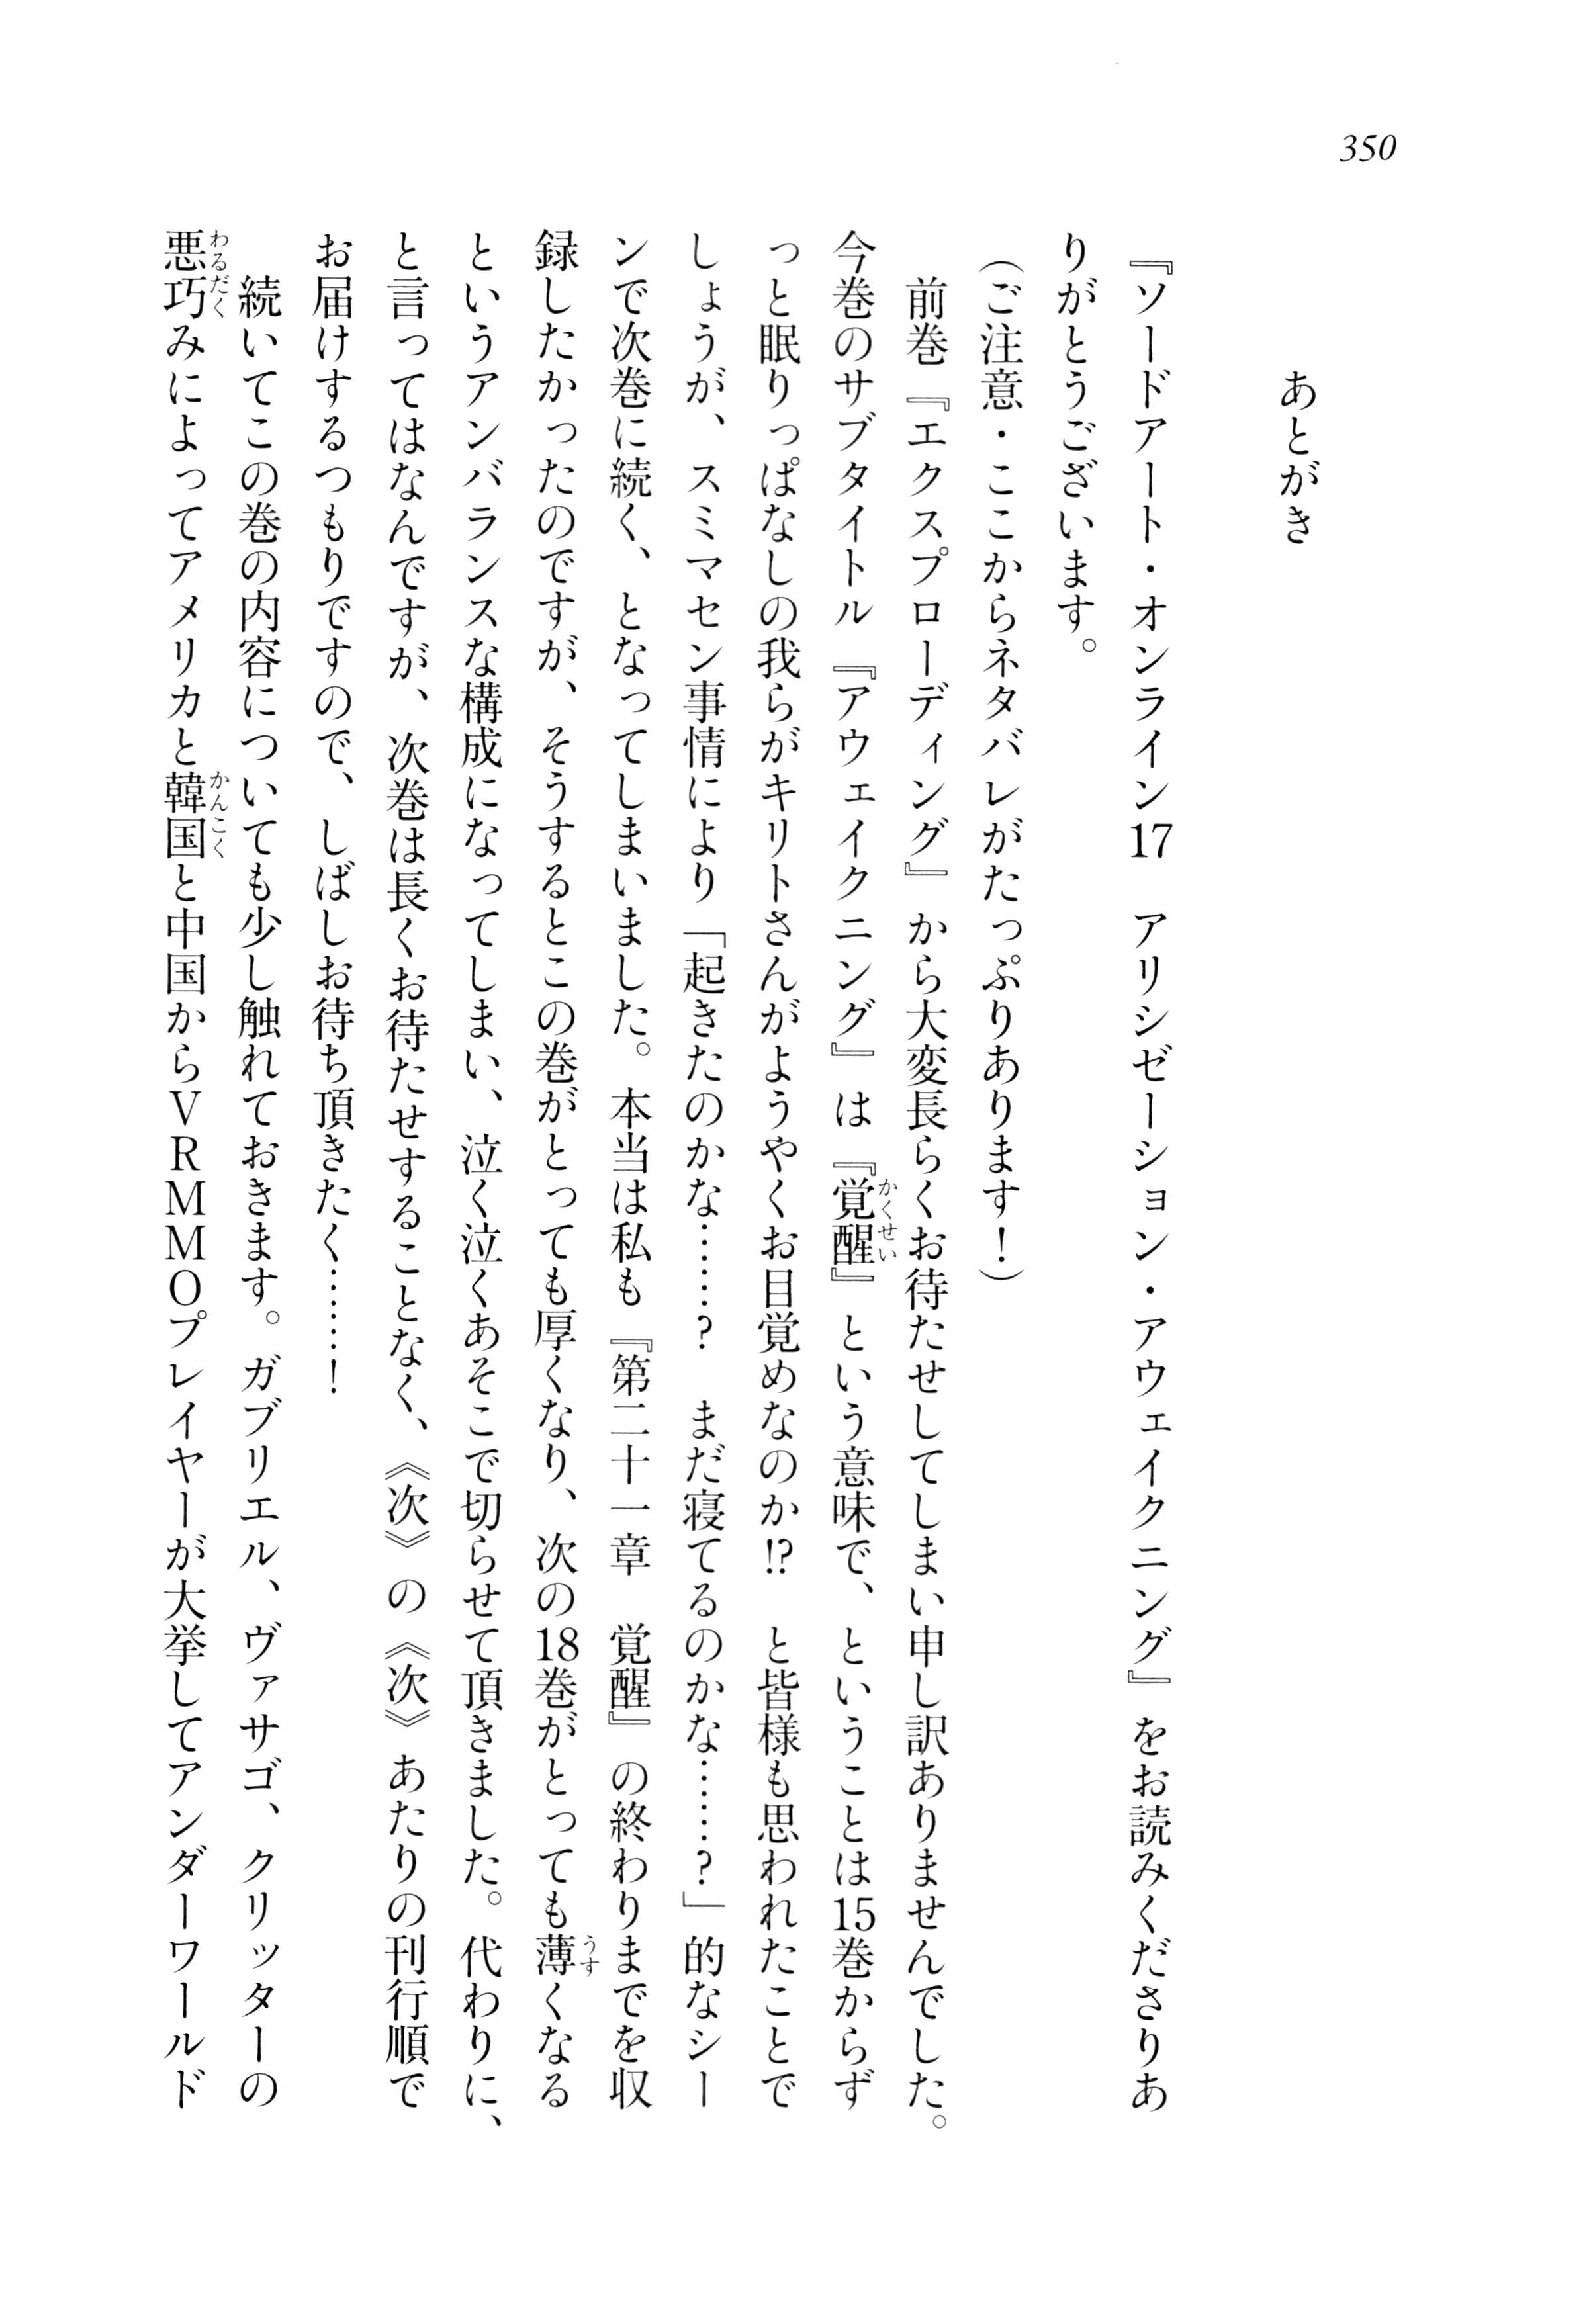 350
あとがき
『ソードアート・オンライン17　アリシゼーション・アウェイクニング』をお読みくださりあ
りがとうございます。
（ご注意・ここからネタバレがたっぷりあります！）
　前巻『エクスプローディング』から大変長らくお待たせしてしまい申し訳ありませんでした。
今巻のサブタイトル『アウェイクニング』は『覚醒』という意味で、ということは15巻からず
っと眠りっぱなしの我らがキリトさんがようやくお目覚めなのか!?　と皆様も思われたことで
しょうが、スミマセン事情により「起きたのかな……？　まだ寝てるのかな……？」的なシー
ンで次巻に続く、となってしまいました。本当は私も『第二十一章　覚醒』の終わりまでを収
録したかったのですが、そうするとこの巻がとっても厚くなり、次の18巻がとっても薄くなる
というアンバランスな構成になってしまい、泣く泣くあそこで切らせて頂きました。代わりに、
と言ってはなんですが、次巻は長くお待たせすることなく、《次》の《次》あたりの刊行順で
お届けするつもりですので、しばしお待ち頂きたく……！
　続いてこの巻の内容についても少し触れておきます。ガブリエル、ヴァサゴ、クリッターの
悪巧みによってアメリカと韓国と中国からＶＲＭＭＯプレイヤーが大挙してアンダーワールド